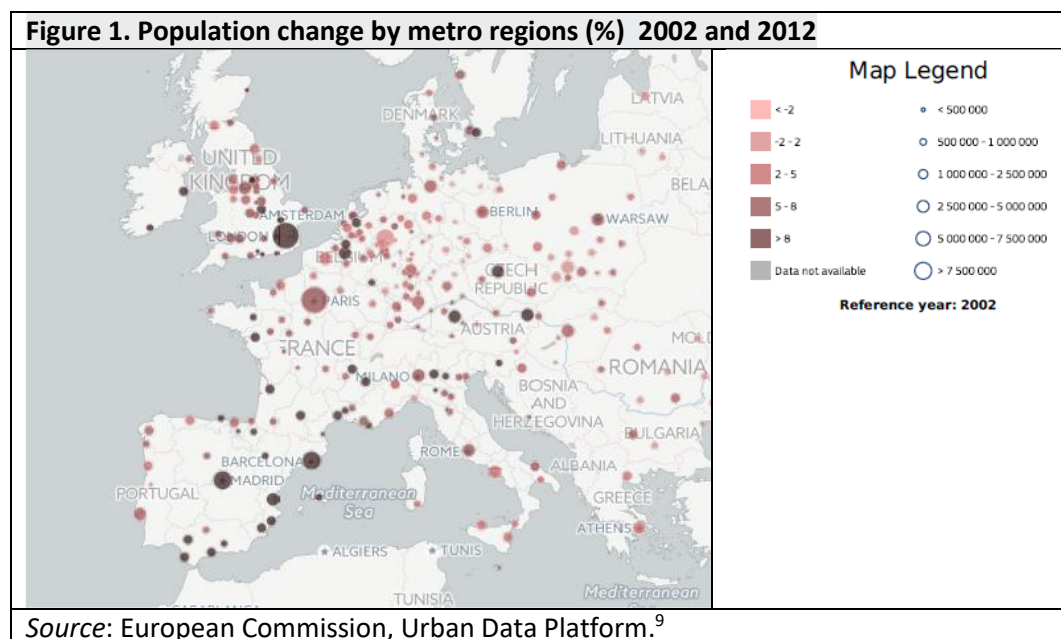 Figure 1. Population change by metro regions (%) 2002 and 2012
Map Legend
< -2
-2 - 2
2 - 5
5 - 8
> 8
Data not available
< 500 000
500 000 - 1 000 000
1 000 000 - 2 500 000
2 500 000 - 5 000 000
5 000 000 - 7 500 000
> 7 500 000
Reference year: 2002
LATVIA
DENMARK
LITHUANIA
UNITED
KINGDOM
BELA
AMSTERDAM
BERLIN
WARSAW
LONDON
BELGIUM
CZECH
REPUBLIC
PARIS
AUSTRIA
MOL
FRANCE
ROMANIA
MILANO
BOSNIA
AND
HERZEGOVINA
BULGARIA
ROME
BARCELONA
ALBANIA
MADRID
PORTUGAL
Mediterranean
Sea
GREECE
ATHENS
ALGIERS
TUNIS
Mediterranean
TUNISIA
Source: European Commission, Urban Data Platform.9